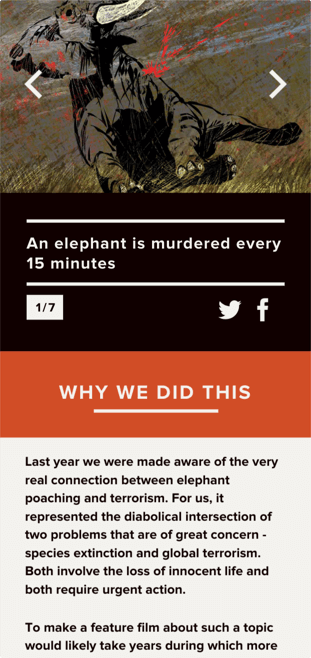 An elephant is murdered every
15 minutes
1/7
WHY WE DID THIS
Last year we were made aware of the very
real connection between elephant
poaching and terrorism. For us, it
represented the diabolical intersection of
two problems that are of great concern -
species extinction and global terrorism.
Both involve the loss of innocent life and
both require urgent action.
To make a feature film about such a topic
would likely take years during which more